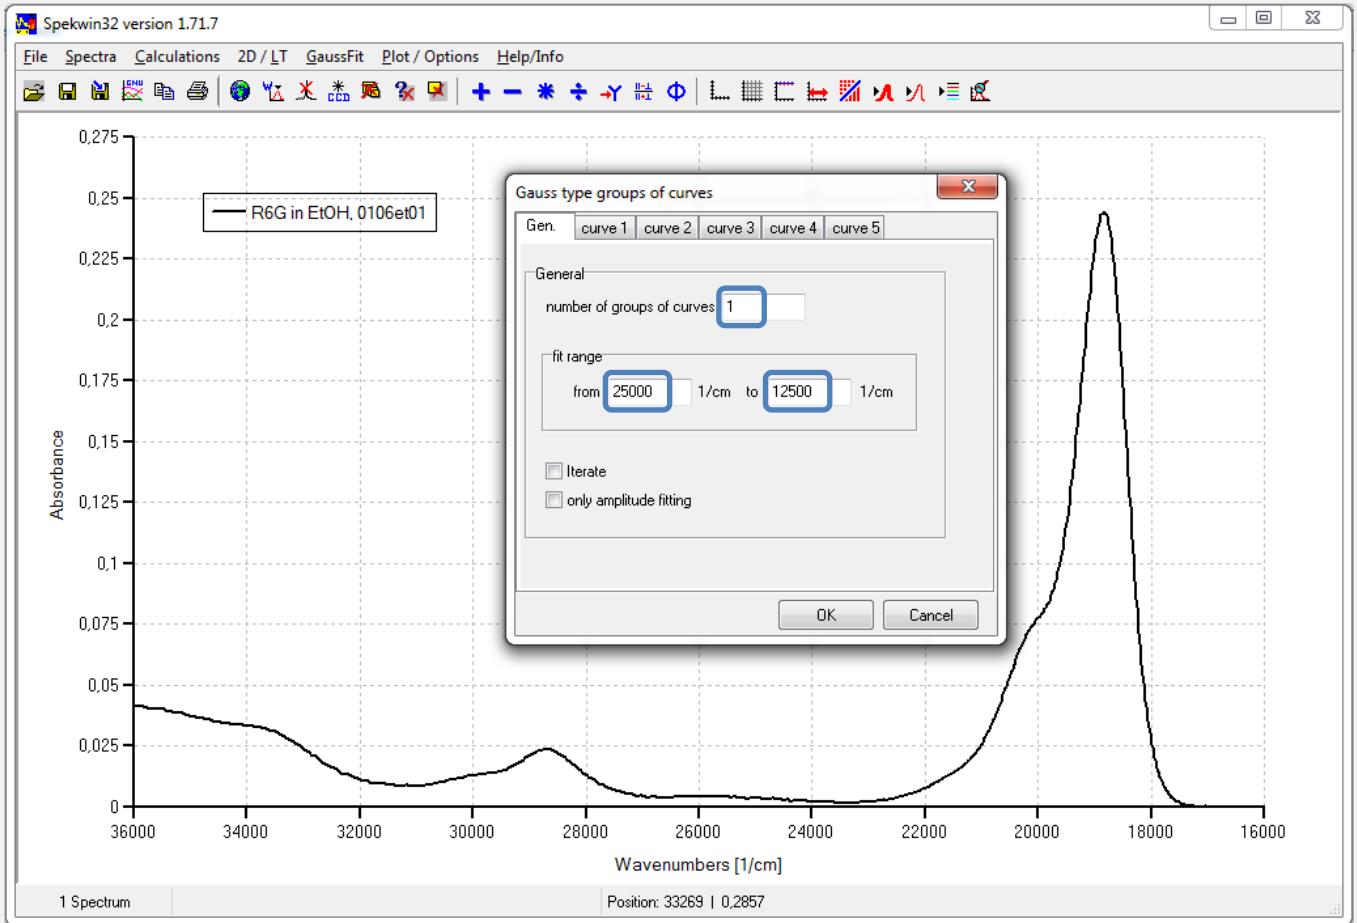 Spekwin32 version 1.71.7
File Spectra Calculations 2D / LT GaussFit Plot / Options Help/Info
GNU
CCD
0,275
0,25
0,225
0,2
0,175
0,15
0,125
0,1
0,075
0,05
0,025
0
Absorbance
R6G in EtOH, 0106et01
Gauss type groups of curves
Gen. curve 1 curve 2 curve 3 curve 4 curve 5
General
number of groups of curves 1
fit range
from 25000 1/cm to 12500 1/cm
Iterate
only amplitude fitting
OK Cancel
36000 34000 32000 30000 28000 26000 24000 22000 20000 18000 16000
Wavenumbers [1/cm]
1 Spectrum Position: 33269 | 0,2857